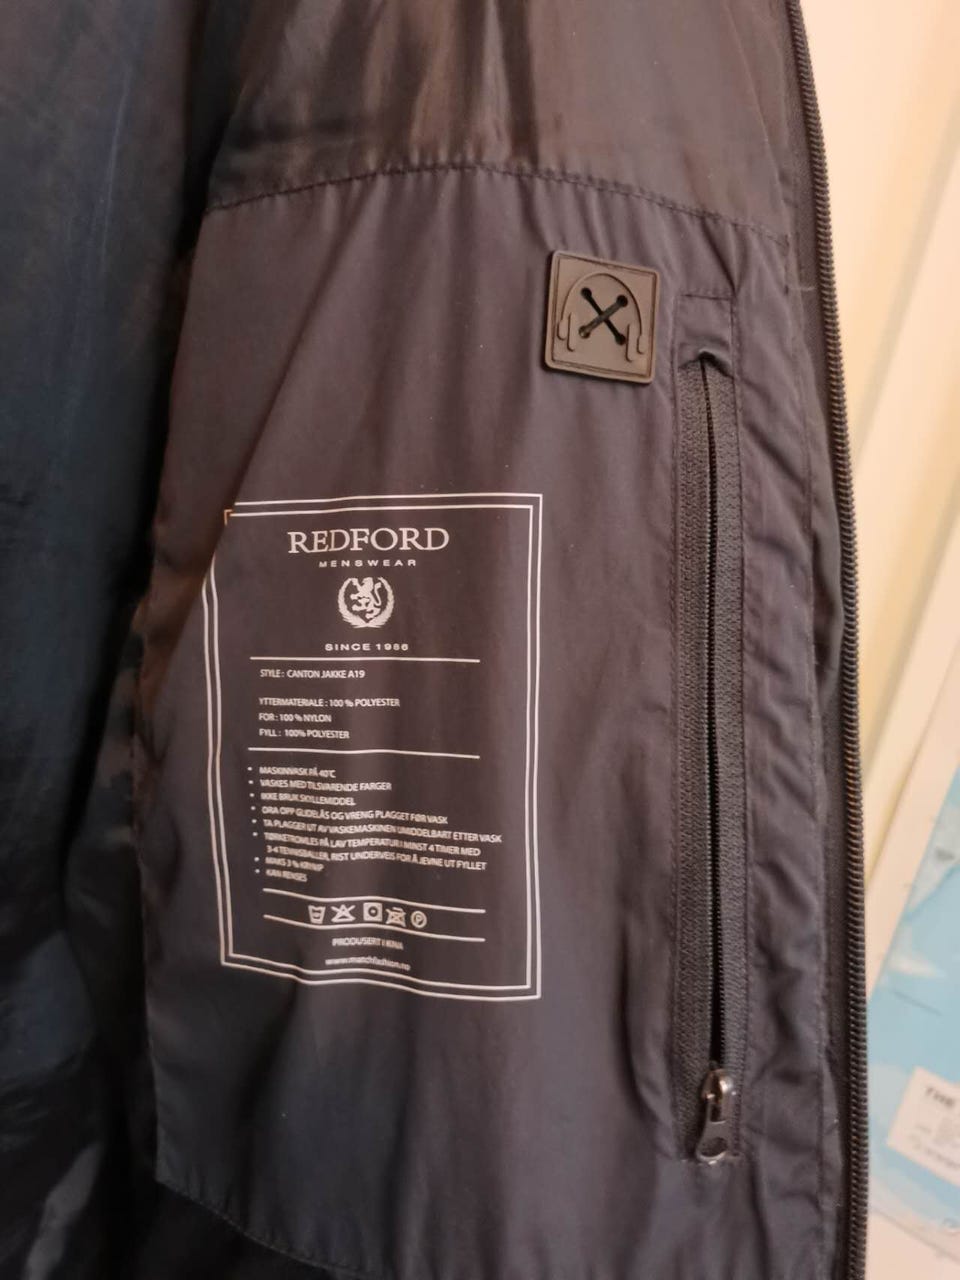 REDFORD
MENSWEAR
SINCE 1986
STYLE : CANTON JAKKE A19
YTTERMATERIALE : 100 % POLYESTER
FOR : 100 % NYLON
FYLL : 100% POLYESTER
• MASKINVASK PÅ 40°C
• VASKES MED TILSVARENDE FARGER
• IKKE BRUK SKYLLEMIDDEL
• DRA OPP GLIDELÅS OG VRENG PLAGGET FØR VASK
• TA PLAGGET UT AV VASKEMASKINEN UMIDDELBART ETTER VASK
• TØRKETROMLES PÅ LAV TEMPERATUR I MINST 4 TIMER MED
3-4 TENNISBALLER, RIST UNDERVEIS FOR Å JEVNE UT FYLLET
• MAKS 3 % KRYMP
• KAN RENSES
P
PRODUSERT I KINA
www.matchfashion.no
THE